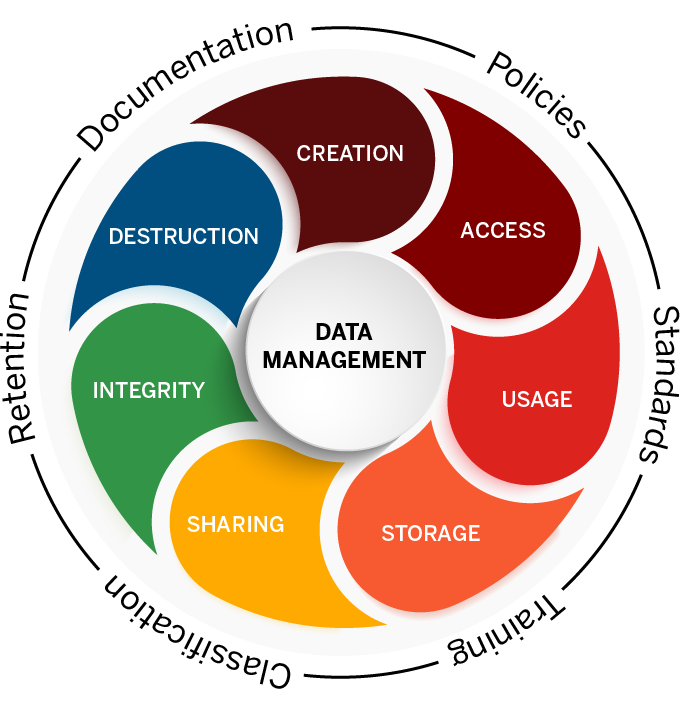 Documentation
Policies
Standards
Training
Classification
Retention
CREATION
ACCESS
USAGE
STORAGE
SHARING
INTEGRITY
DESTRUCTION
DATA
MANAGEMENT